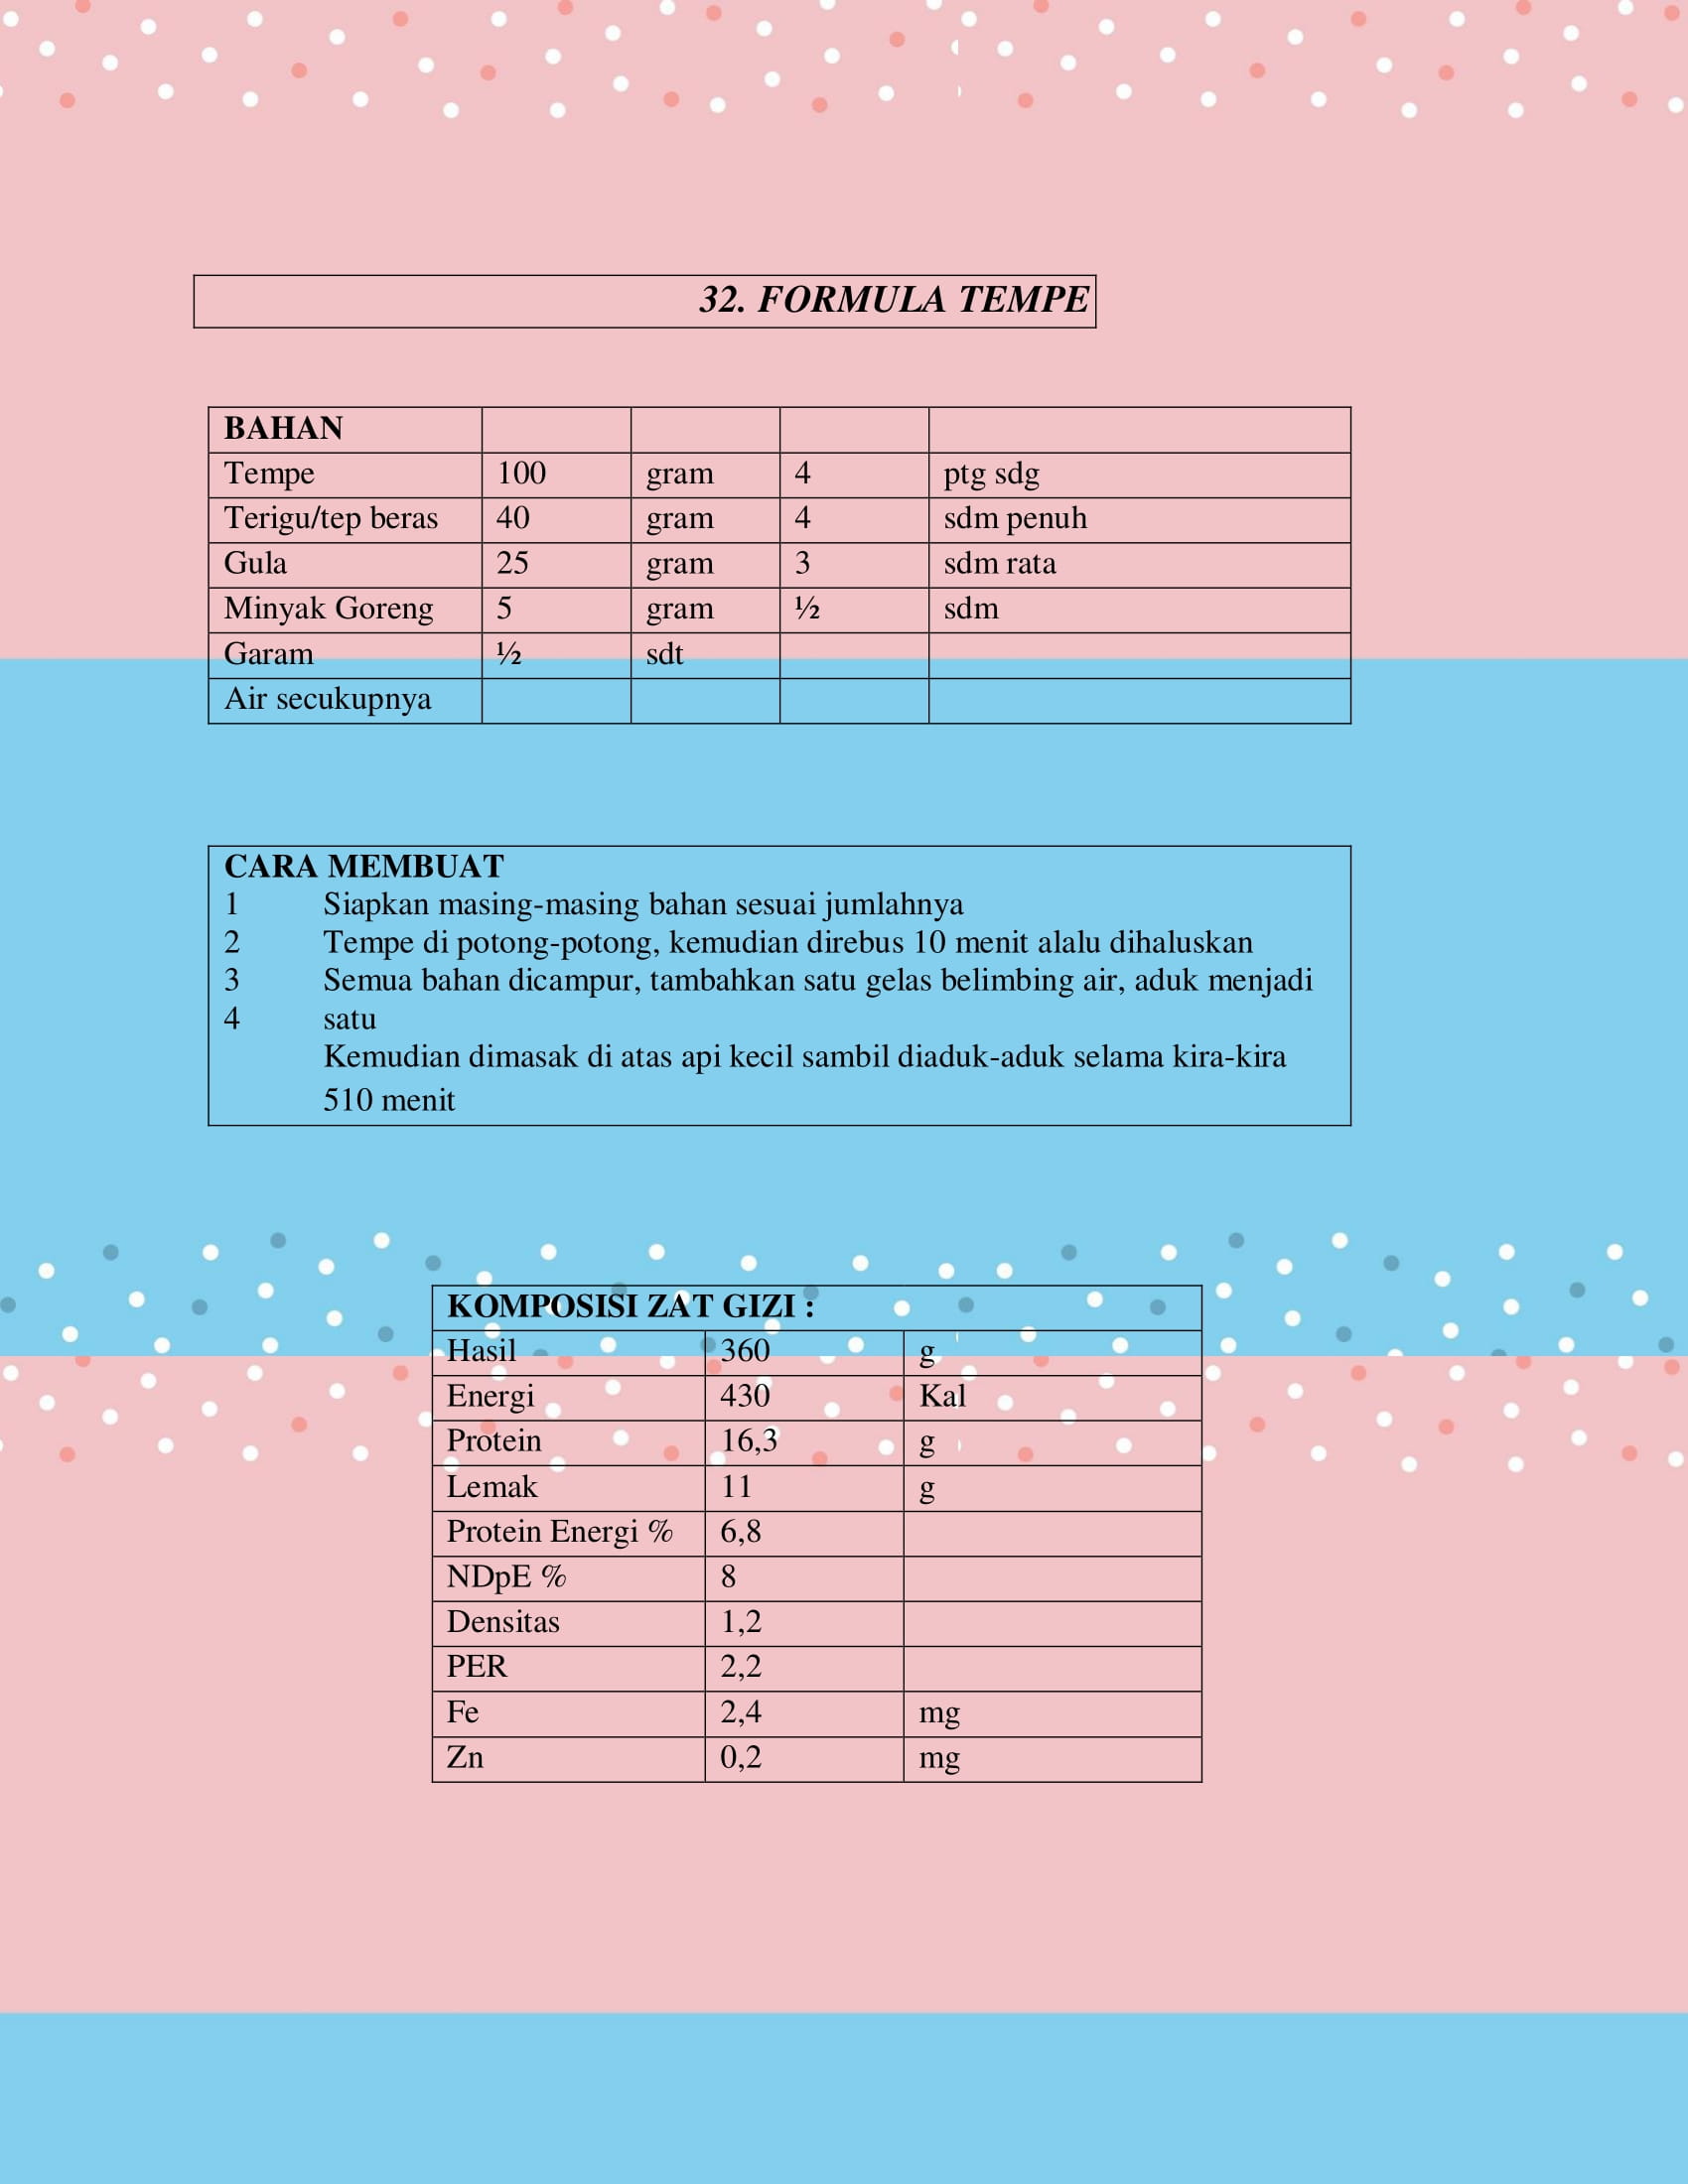 32. FORMULA TEMPE
BAHAN
Tempe 100 gram 4 ptg sdg
Terigu/tep beras 40 gram 4 sdm penuh
Gula 25 gram 3 sdm rata
Minyak Goreng 5 gram ½ sdm
Garam ½ sdt
Air secukupnya
CARA MEMBUAT
1 Siapkan masing-masing bahan sesuai jumlahnya
2 Tempe di potong-potong, kemudian direbus 10 menit alalu dihaluskan
3 Semua bahan dicampur, tambahkan satu gelas belimbing air, aduk menjadi
4 satu
Kemudian dimasak di atas api kecil sambil diaduk-aduk selama kira-kira
510 menit
KOMPOSISI ZAT GIZI :
Hasil 360 g
Energi 430 Kal
Protein 16,3 g
Lemak 11 g
Protein Energi % 6,8
NDpE % 8
Densitas 1,2
PER 2,2
Fe 2,4 mg
Zn 0,2 mg